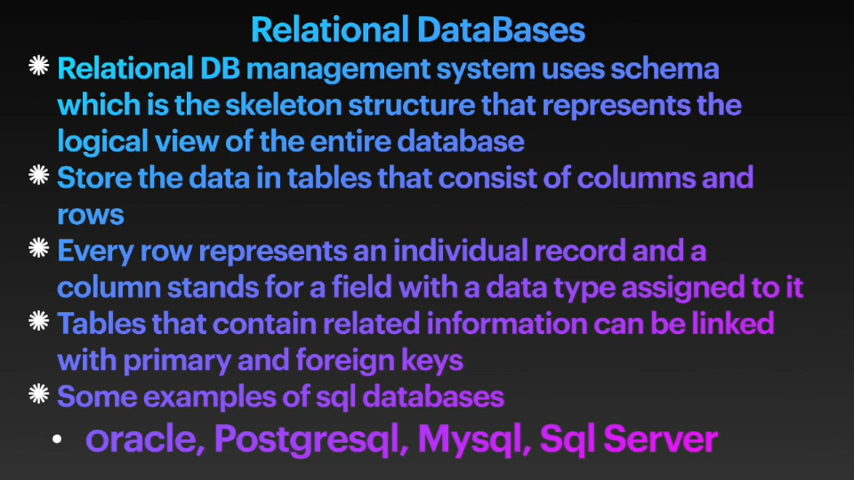 Relational DataBases
Relational DB management system uses schema
which is the skeleton structure that represents the
logical view of the entire database
Store the data in tables that consist of columns and
rows
Every row represents an individual record and a
column stands for a field with a data type assigned to it
Tables that contain related information can be linked
with primary and foreign keys
Some examples of sql databases
oracle, Postgresql, Mysql, Sql Server